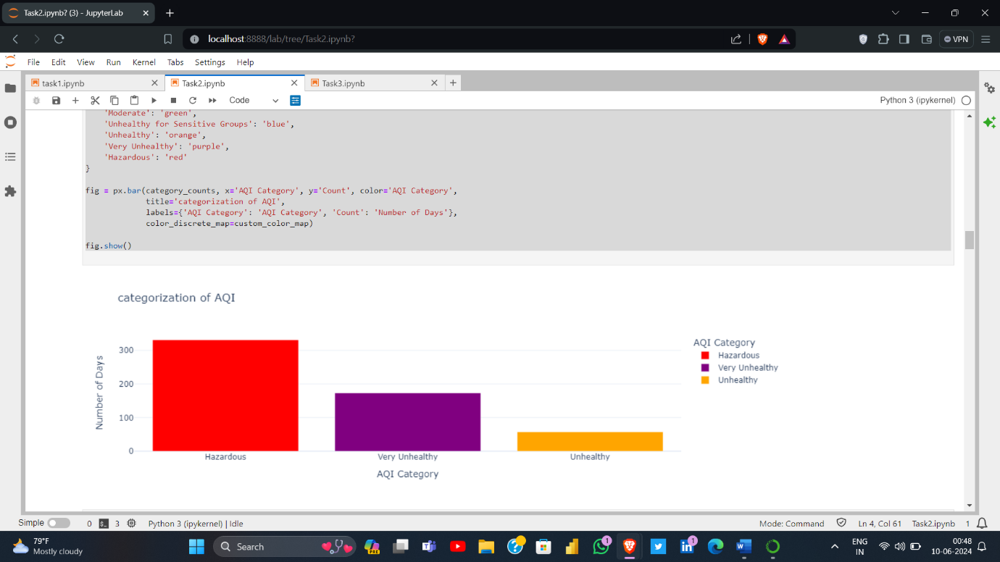 Task2.ipynb? (3) - JupyterLab
localhost:8888/lab/tree/Task2.ipynb?
VPN
File Edit View Run Kernel Tabs Settings Help
task1.ipynb Task2.ipynb Task3.ipynb
Code Python 3 (ipykernel)
'Moderate': 'green',
'Unhealthy for Sensitive Groups': 'blue',
'Unhealthy': 'orange',
'Very Unhealthy': 'purple',
'Hazardous': 'red'
}
fig = px.bar(category_counts, x='AQI Category', y='Count', color='AQI Category',
title='categorization of AQI',
labels={'AQI Category': 'AQI Category', 'Count': 'Number of Days'},
color_discrete_map=custom_color_map)
fig.show()
categorization of AQI
Number of Days
300
200
100
0
Hazardous Very Unhealthy Unhealthy
AQI Category
AQI Category
Hazardous
Very Unhealthy
Unhealthy
Simple 0 $_ 3 Python 3 (ipykernel) | Idle Mode: Command Ln 4, Col 61 Task2.ipynb 1
79°F
Mostly cloudy
Search
PRE
1
1
ENG
IN
00:48
10-06-2024